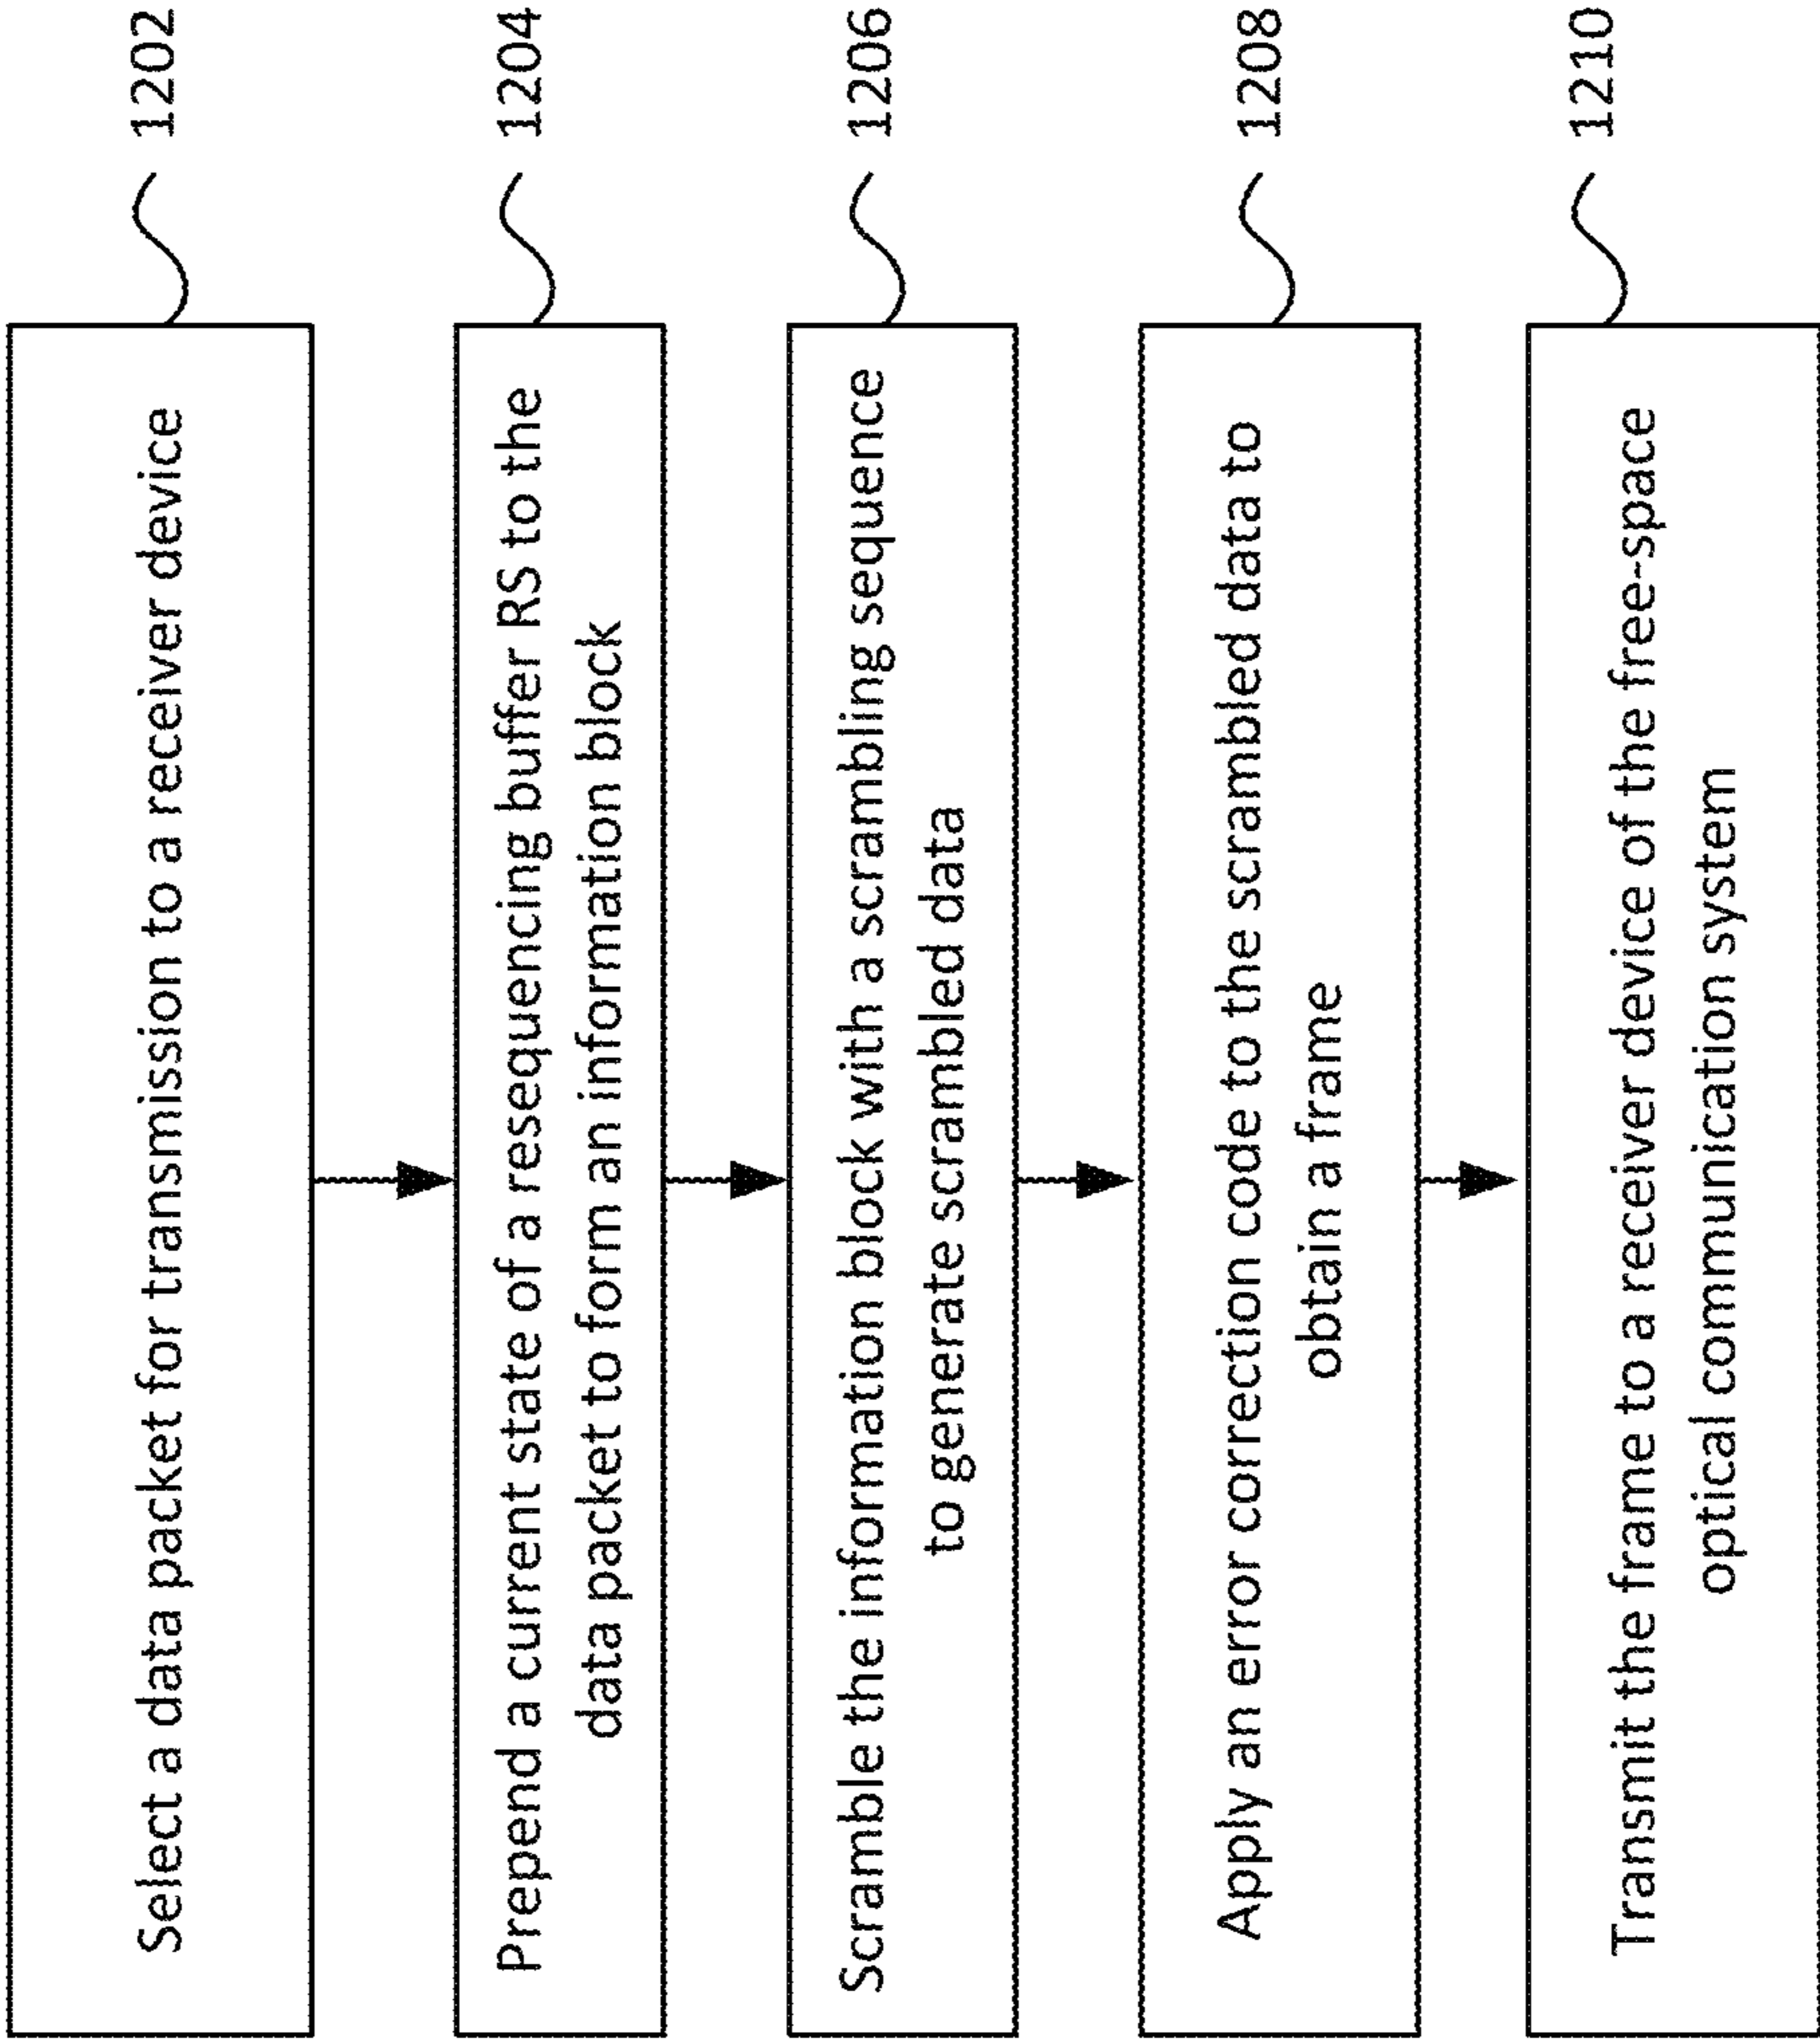 Select a data packet for transmission to a receiver device
1202
Prepend a current state of a resequencing buffer RS to the
data packet to form an information block
1204
Scramble the information block with a scrambling sequence
to generate scrambled data
1206
Apply an error correction code to the scrambled data to
obtain a frame
1208
Transmit the frame to a receiver device of the free-space
optical communication system
1210